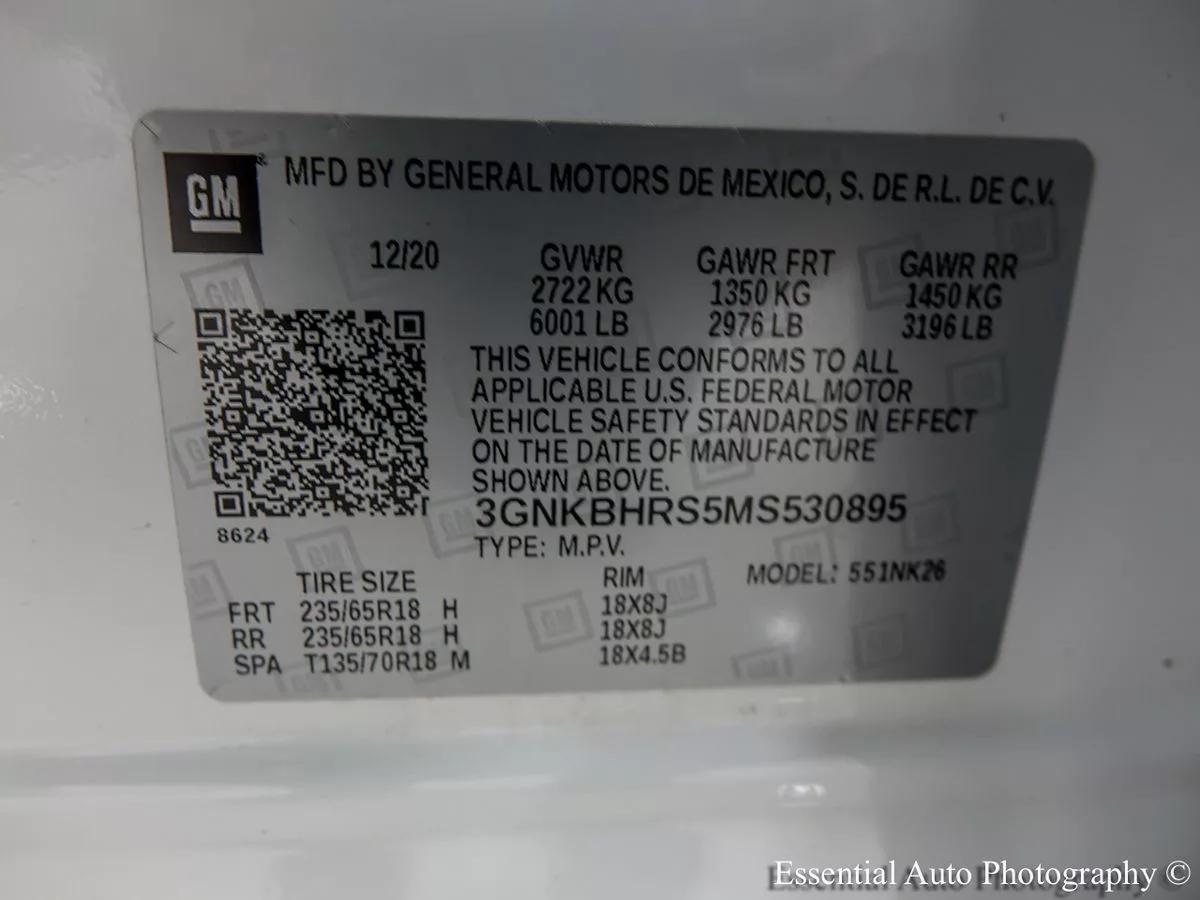 GM
MFD BY GENERAL MOTORS DE MEXICO, S. DE R.L. DE C.V.
12/20 GVWR GAWR FRT GAWR RR
2722 KG 1350 KG 1450 KG
6001 LB 2976 LB 3196 LB
THIS VEHICLE CONFORMS TO ALL
APPLICABLE U.S. FEDERAL MOTOR
VEHICLE SAFETY STANDARDS IN EFFECT
ON THE DATE OF MANUFACTURE
SHOWN ABOVE.
3GNKBHRS5MS530895
8624
TYPE: M.P.V. MODEL: 551NK26
TIRE SIZE RIM
FRT 235/65R18 H 18X8J
RR 235/65R18 H 18X8J
SPA T135/70R18 M 18X4.5B
Essential Auto Photography ©